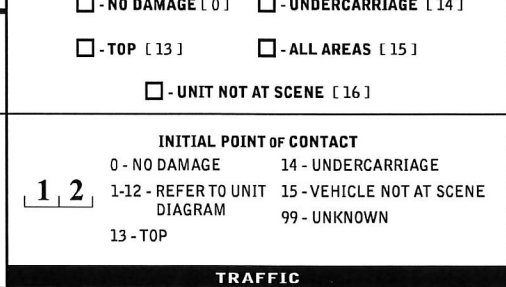 ☐ - NO DAMAGE [ 0 ] ☐ - UNDERCARRIAGE [ 14 ]
☐ - TOP [ 13 ] ☐ - ALL AREAS [ 15 ]
☐ - UNIT NOT AT SCENE [ 16 ]
INITIAL POINT OF CONTACT
0 - NO DAMAGE 14 - UNDERCARRIAGE
1 2 1-12 - REFER TO UNIT 15 - VEHICLE NOT AT SCENE
DIAGRAM 99 - UNKNOWN
13 - TOP
TRAFFIC